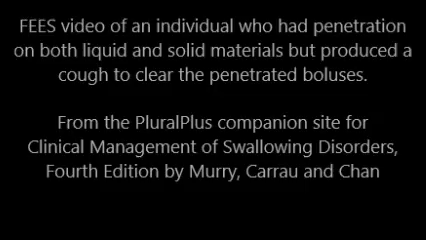 FEES video of an individual who had penetration
on both liquid and solid materials but produced a
cough to clear the penetrated boluses.
From the PluralPlus companion site for
Clinical Management of Swallowing Disorders,
Fourth Edition by Murry, Carrau and Chan